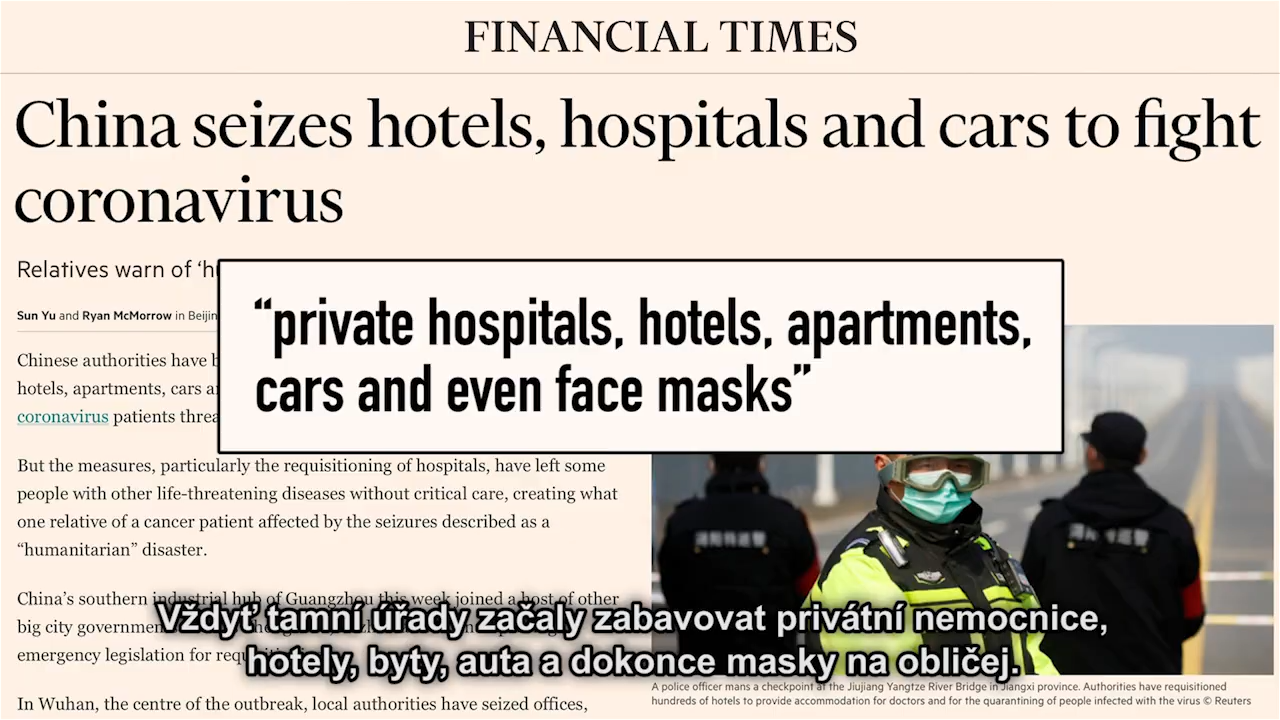 FINANCIAL TIMES
China seizes hotels, hospitals and cars to fight
coronavirus
Relatives warn of ‘h
Sun Yu and Ryan McMorrow in Beijin
“private hospitals, hotels, apartments,
cars and even face masks”
Chinese authorities have b
hotels, apartments, cars a
coronavirus patients threa
But the measures, particularly the requisitioning of hospitals, have left some
people with other life-threatening diseases without critical care, creating what
one relative of a cancer patient affected by the seizures described as a
“humanitarian” disaster.
China’s southern industrial hub of Guangzhou this week joined a host of other
big city governmen
emergency legislation for requ
In Wuhan, the centre of the outbreak, local authorities have seized offices,
Vždyť tamní úřady začaly zabavovat privátní nemocnice,
hotely, byty, auta a dokonce masky na obličej.
A police officer mans a checkpoint at the Jiujiang Yangtze River Bridge in Jiangxi province. Authorities have requisitioned
hundreds of hotels to provide accommodation for doctors and for the quarantining of people infected with the virus © Reuters